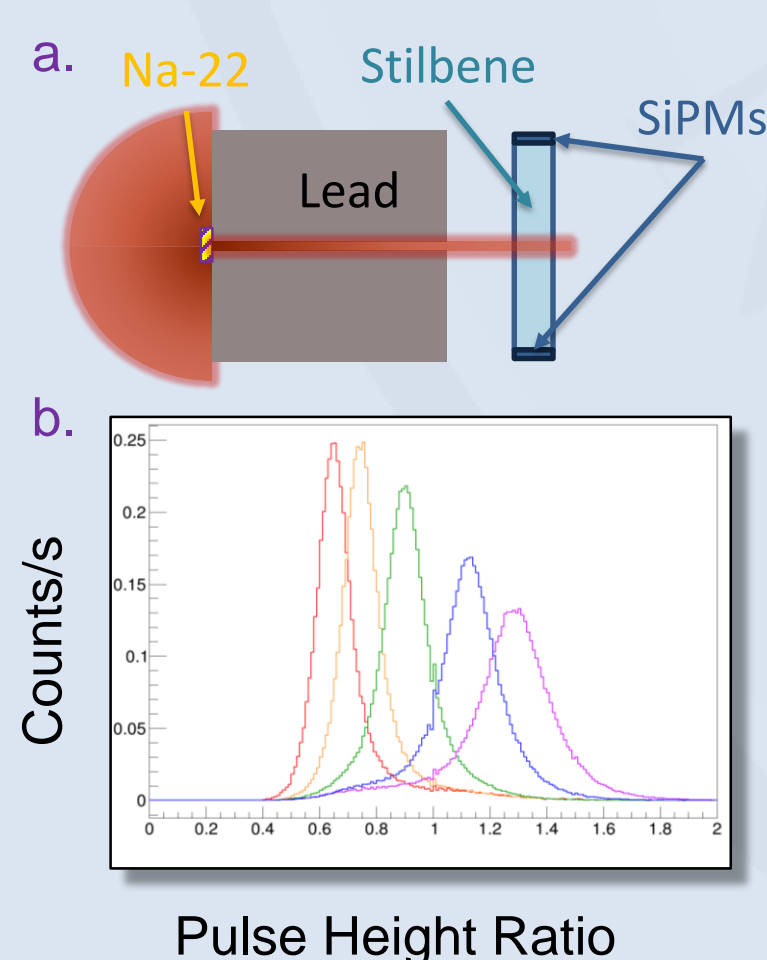 a.
Na-22
Stilbene
SiPMs
Lead
b.
Counts/s
0.25
0.2
0.15
0.1
0.05
0
0 0.2 0.4 0.6 0.8 1 1.2 1.4 1.6 1.8 2
Pulse Height Ratio